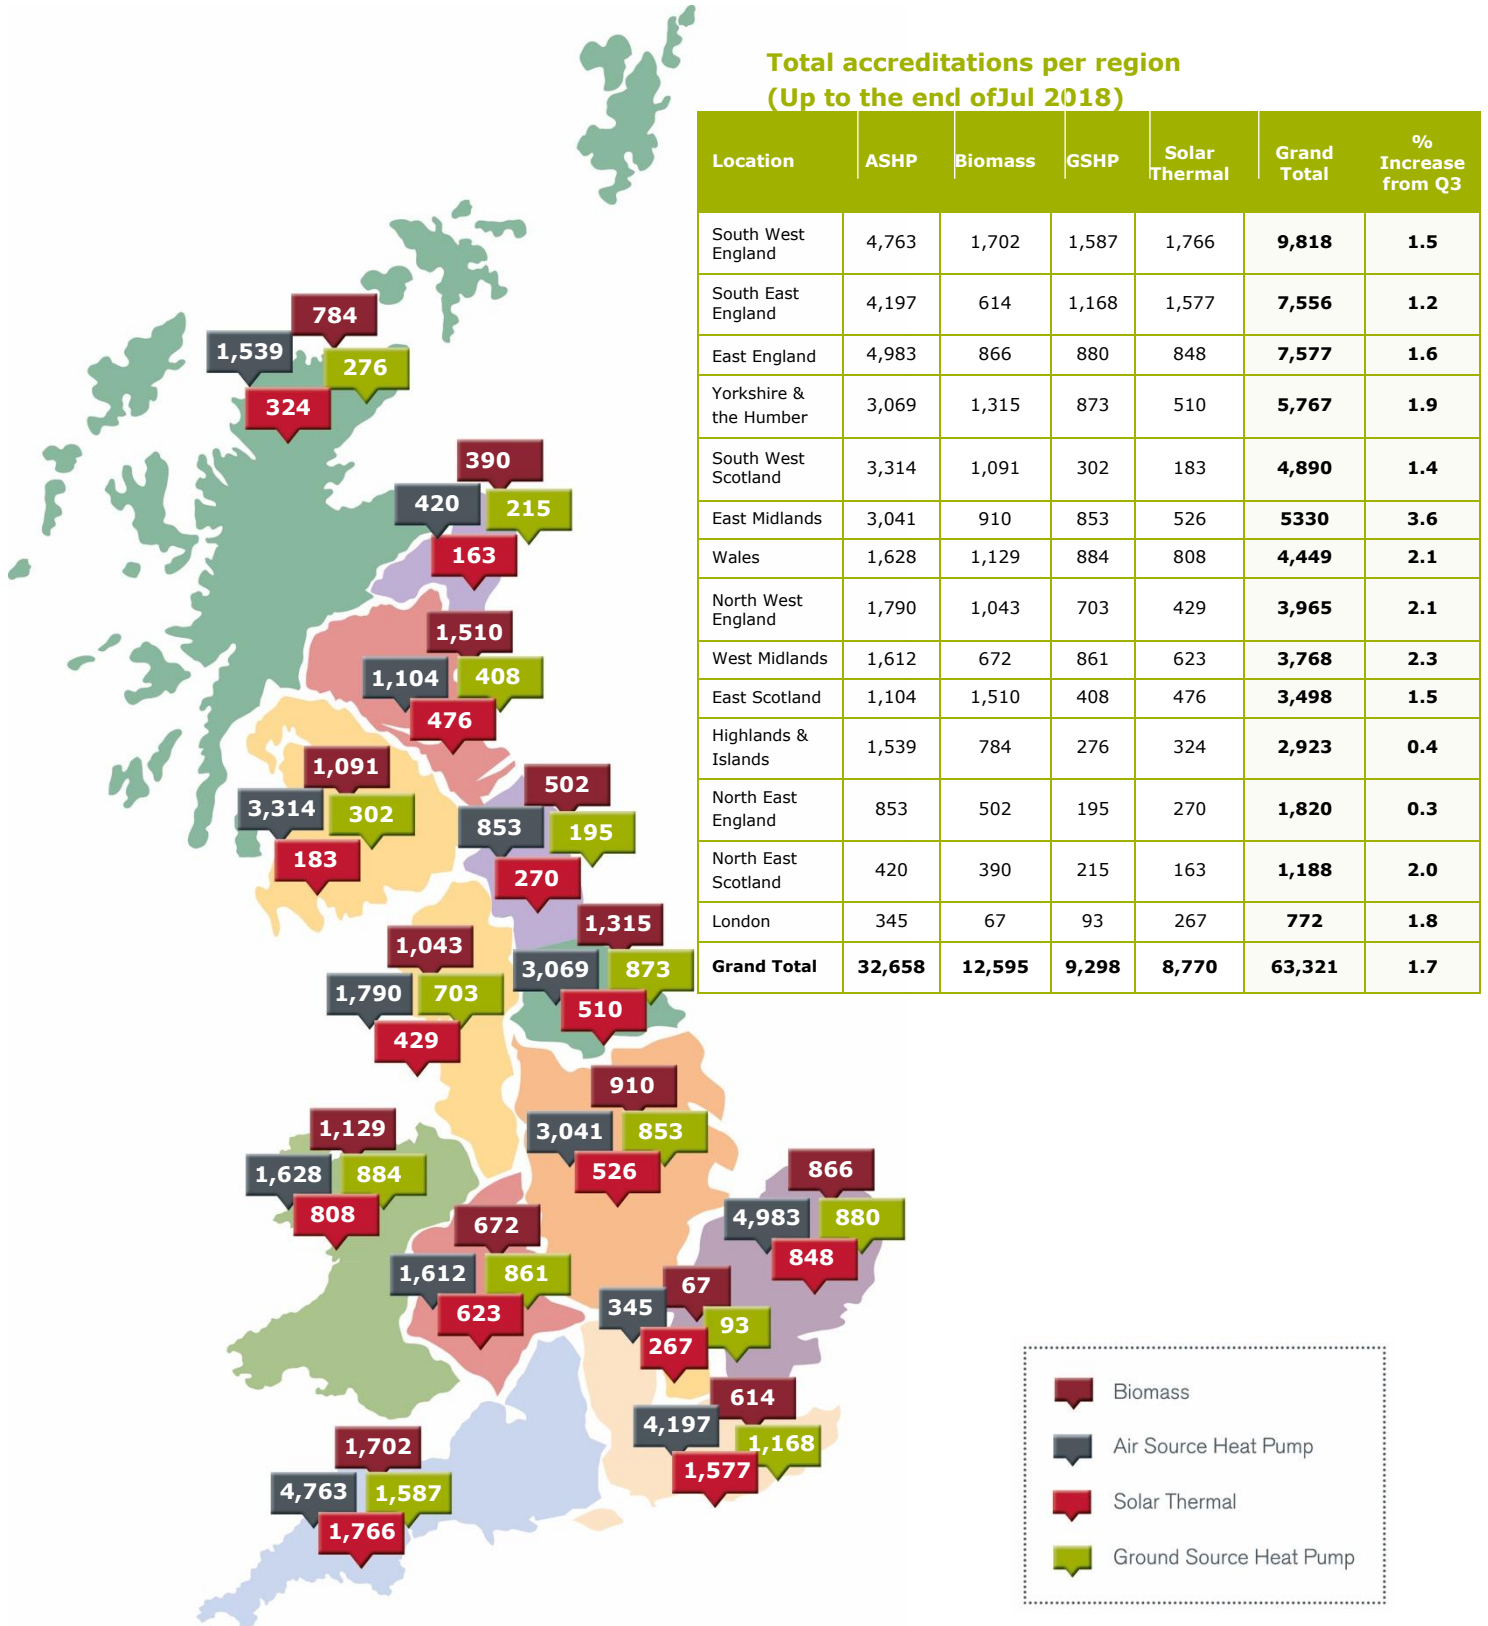 Total accreditations per region
(Up to the end ofJul 2018)
Location ASHP Biomass GSHP Solar Thermal Grand Total % Increase from Q3
South West England 4,763 1,702 1,587 1,766 9,818 1.5
South East England 4,197 614 1,168 1,577 7,556 1.2
East England 4,983 866 880 848 7,577 1.6
Yorkshire & the Humber 3,069 1,315 873 510 5,767 1.9
South West Scotland 3,314 1,091 302 183 4,890 1.4
East Midlands 3,041 910 853 526 5330 3.6
Wales 1,628 1,129 884 808 4,449 2.1
North West England 1,790 1,043 703 429 3,965 2.1
West Midlands 1,612 672 861 623 3,768 2.3
East Scotland 1,104 1,510 408 476 3,498 1.5
Highlands & Islands 1,539 784 276 324 2,923 0.4
North East England 853 502 195 270 1,820 0.3
North East Scotland 420 390 215 163 1,188 2.0
London 345 67 93 267 772 1.8
Grand Total 32,658 12,595 9,298 8,770 63,321 1.7
784
1,539
276
324
390
420
215
163
1,510
1,104
408
476
1,091
3,314
302
183
502
853
195
270
1,315
3,069
873
510
1,043
1,790
703
429
910
3,041
853
526
1,129
1,628
884
808
866
4,983
880
848
672
1,612
861
623
67
345
93
267
614
4,197
1,168
1,577
1,702
4,763
1,587
1,766
Biomass
Air Source Heat Pump
Solar Thermal
Ground Source Heat Pump